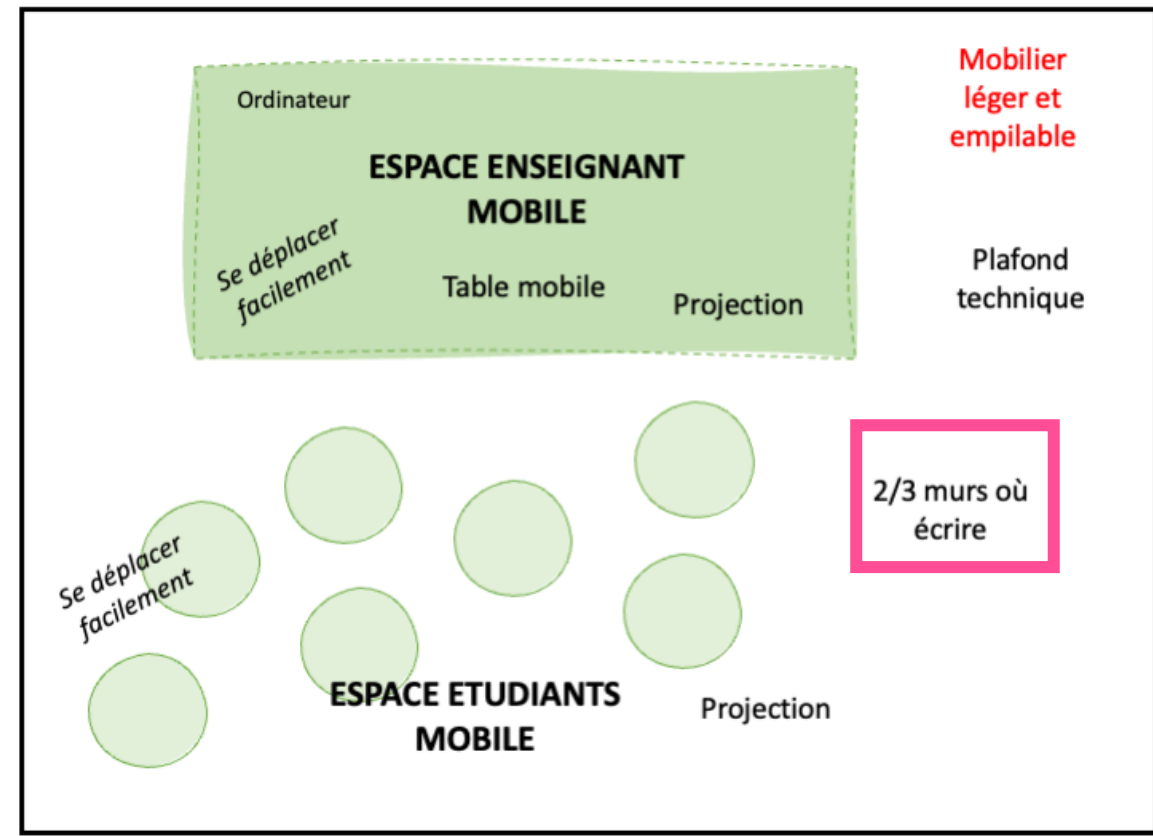 Ordinateur
ESPACE ENSEIGNANT
MOBILE
Se déplacer
facilement
Table mobile
Projection
Mobilier
léger et
empilable
Plafond
technique
2/3 murs où
écrire
Se déplacer
facilement
ESPACE ETUDIANTS
MOBILE
Projection